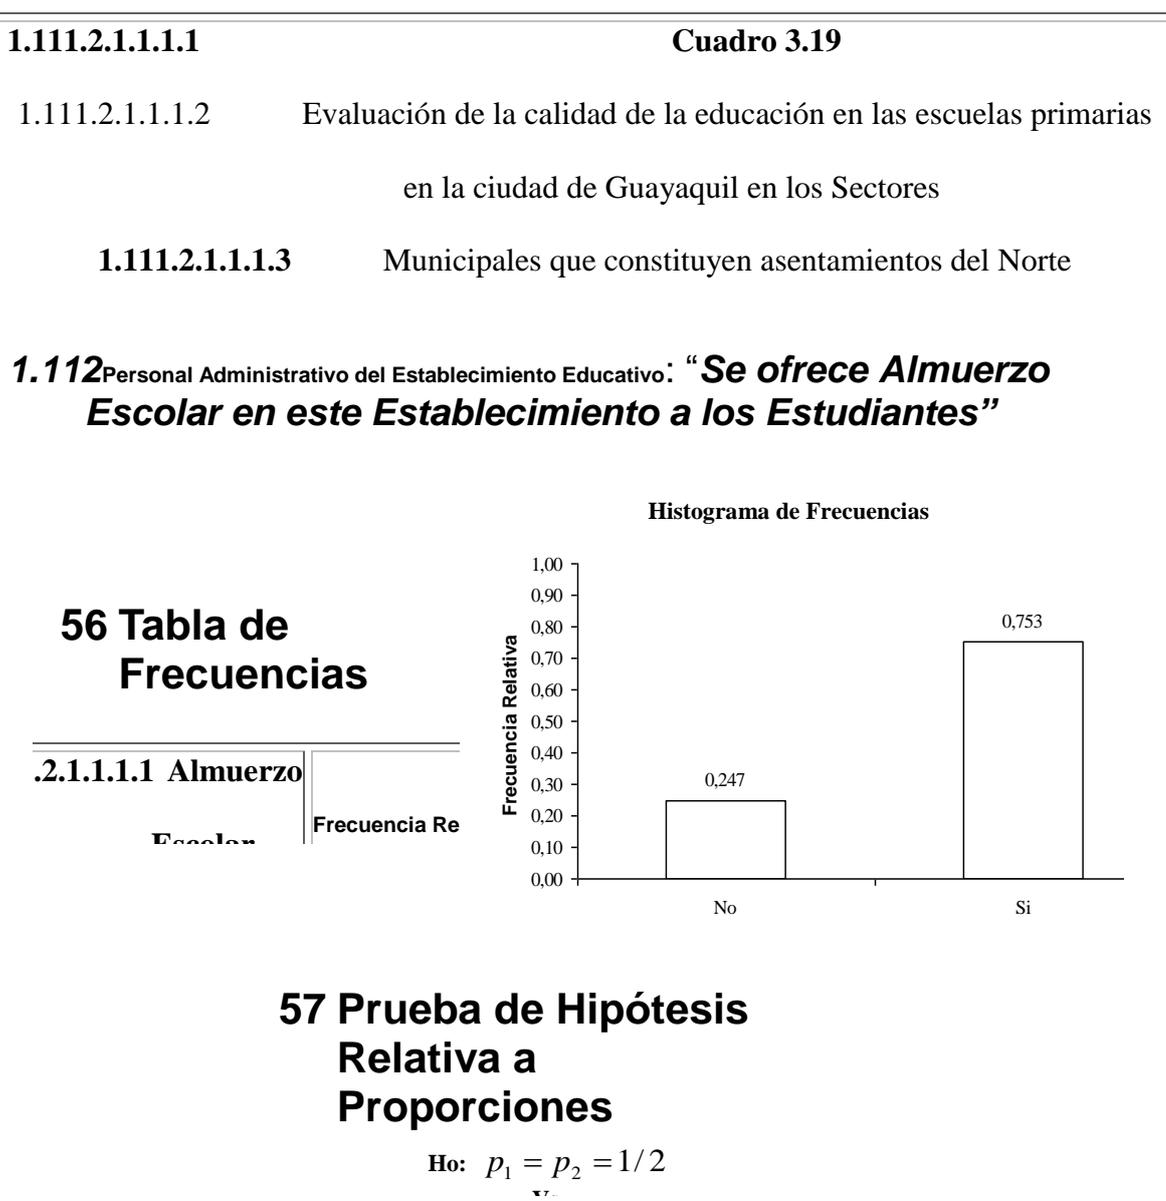 1.111.2.1.1.1.1 Cuadro 3.19
1.111.2.1.1.1.2 Evaluación de la calidad de la educación en las escuelas primarias
en la ciudad de Guayaquil en los Sectores
1.111.2.1.1.1.3 Municipales que constituyen asentamientos del Norte
1.112Personal Administrativo del Establecimiento Educativo: “Se ofrece Almuerzo
Escolar en este Establecimiento a los Estudiantes”
56 Tabla de
Frecuencias
.2.1.1.1.1 Almuerzo
Escolar
Frecuencia Re
Histograma de Frecuencias
Frecuencia Relativa
1,00
0,90
0,80
0,70
0,60
0,50
0,40
0,30
0,20
0,10
0,00
0,247
0,753
No
Si
57 Prueba de Hipótesis
Relativa a
Proporciones
Ho: p₁ = p₂ = 1/2